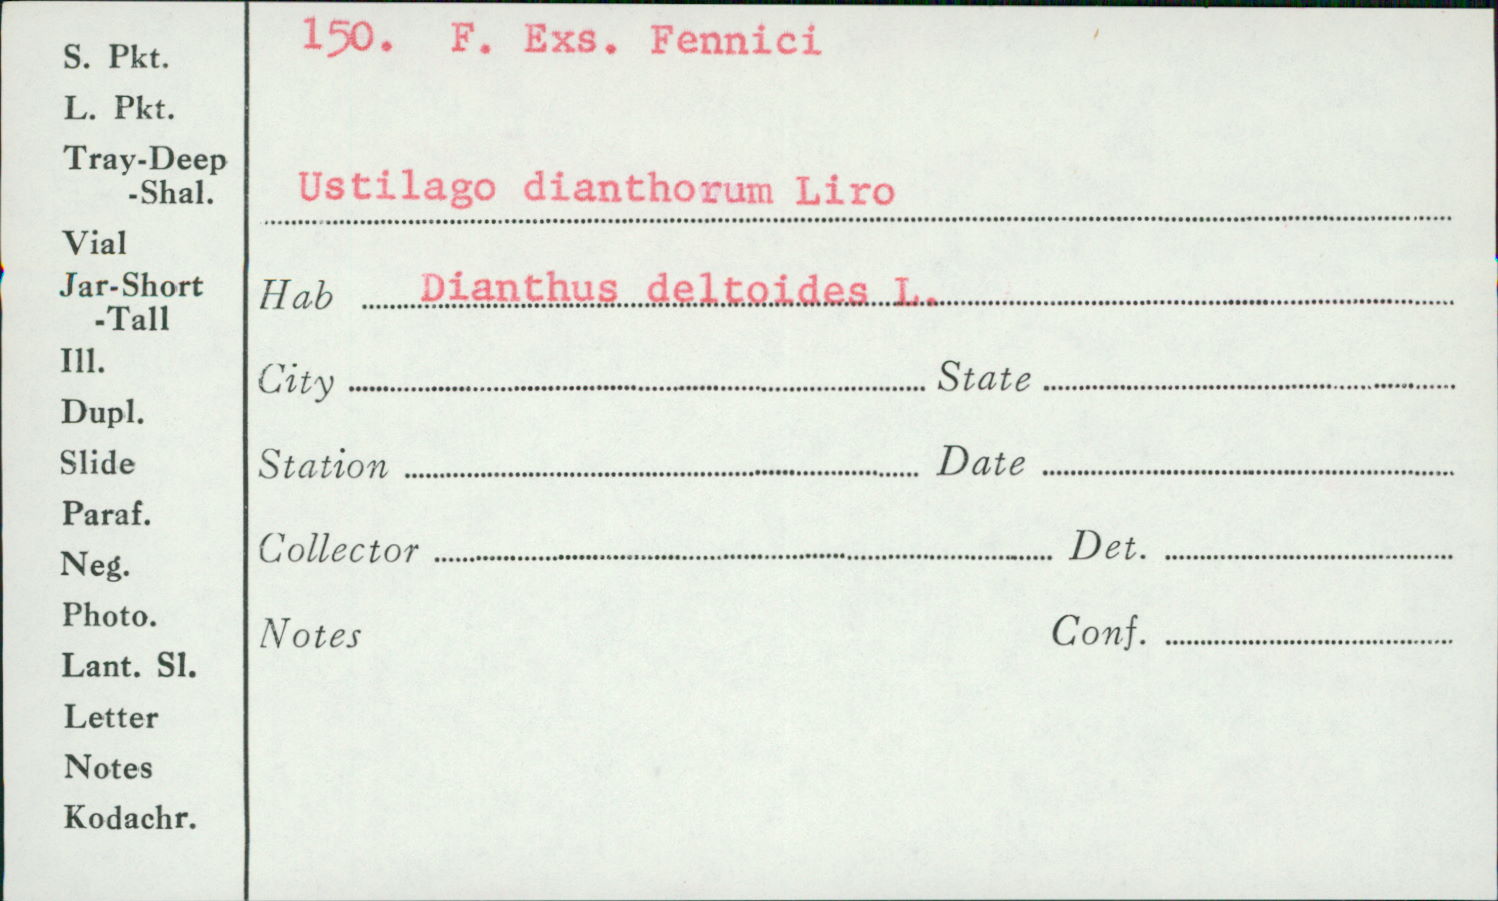 150. F. Exs. Fennici
Ustilago dianthorum Liro
Hab Dianthus deltoides L.
City State
Station Date
Collector Det.
Notes Conf.
S. Pkt.
L. Pkt.
Tray-Deep
-Shal.
Vial
Jar-Short
-Tall
Ill.
Dupl.
Slide
Paraf.
Neg.
Photo.
Lant. Sl.
Letter
Notes
Kodachr.